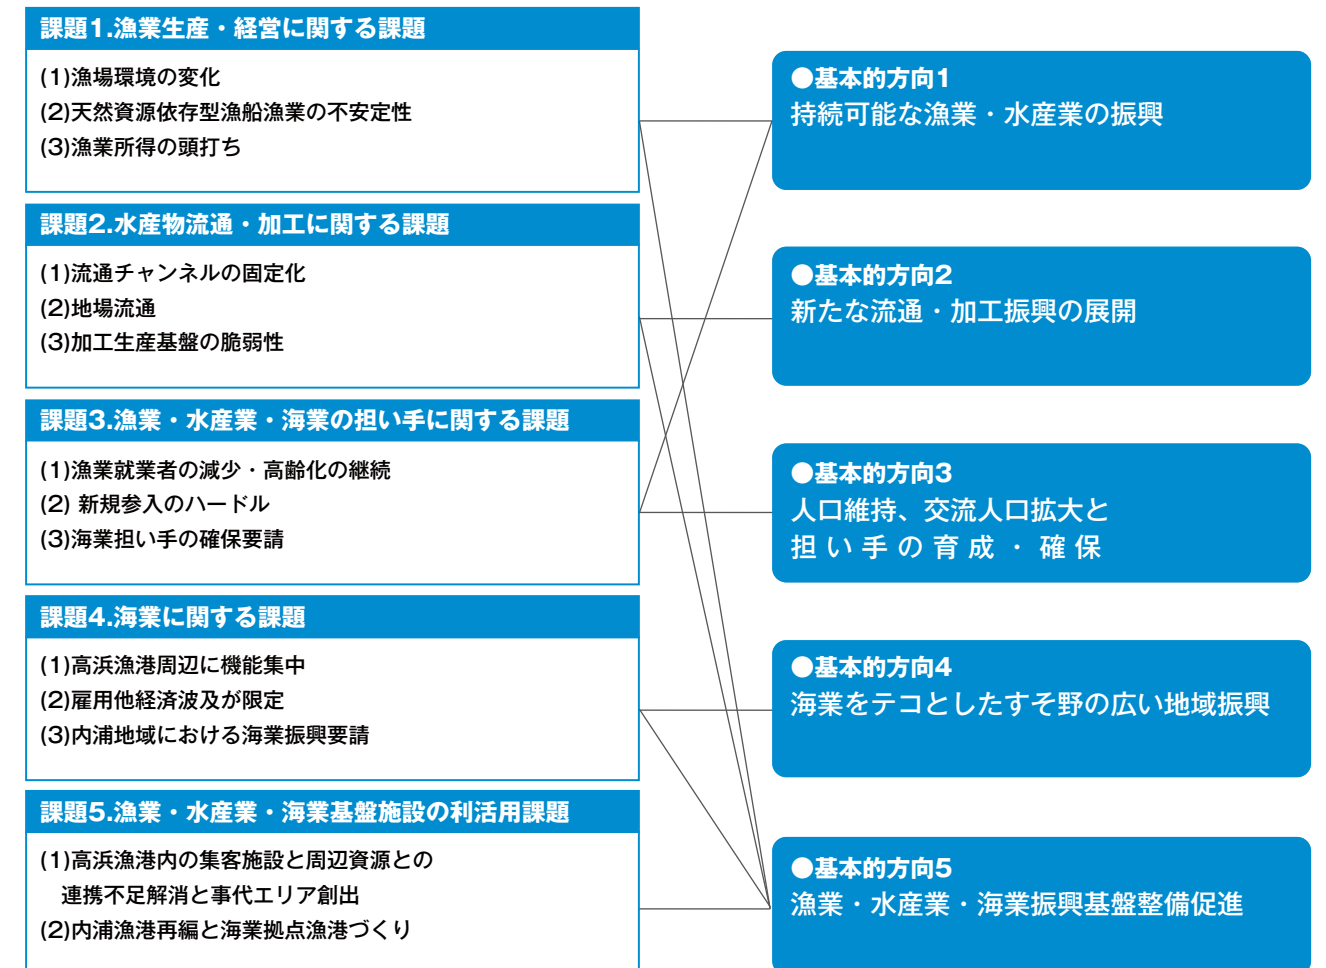 課題1.漁業生産・経営に関する課題
(1)漁場環境の変化
(2)天然資源依存型漁船漁業の不安定性
(3)漁業所得の頭打ち
課題2.水産物流通・加工に関する課題
(1)流通チャンネルの固定化
(2)地場流通
(3)加工生産基盤の脆弱性
課題3.漁業・水産業・海業の担い手に関する課題
(1)漁業就業者の減少・高齢化の継続
(2) 新規参入のハードル
(3)海業担い手の確保要請
課題4.海業に関する課題
(1)高浜漁港周辺に機能集中
(2)雇用他経済波及が限定
(3)内浦地域における海業振興要請
課題5.漁業・水産業・海業基盤施設の利活用課題
(1)高浜漁港内の集客施設と周辺資源との
連携不足解消と事代エリア創出
(2)内浦漁港再編と海業拠点漁港づくり
●基本的方向1
持続可能な漁業・水産業の振興
●基本的方向2
新たな流通・加工振興の展開
●基本的方向3
人口維持、交流人口拡大と
担い手の育成・確保
●基本的方向4
海業をテコとしたすそ野の広い地域振興
●基本的方向5
漁業・水産業・海業振興基盤整備促進